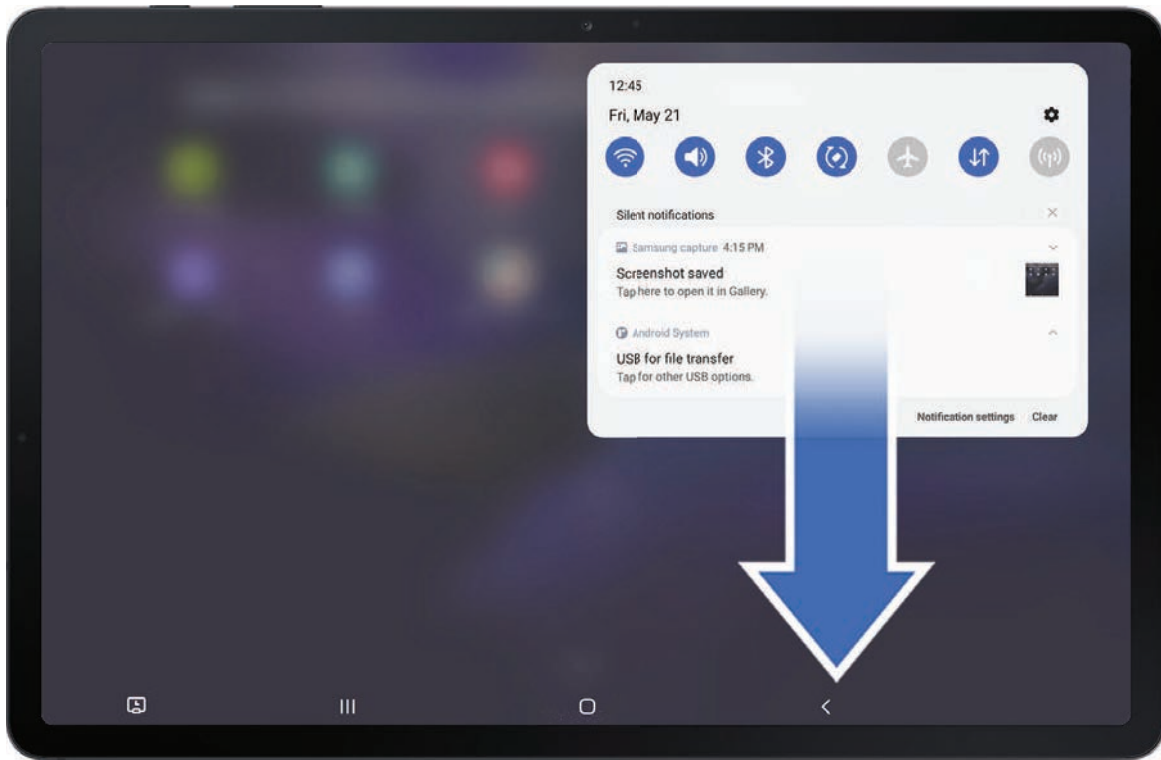 12:45
Fri, May 21
Silent notifications
Samsung capture 4:15 PM
Screenshot saved
Tap here to open it in Gallery.
Android System
USB for file transfer
Tap for other USB options.
Notification settings Clear